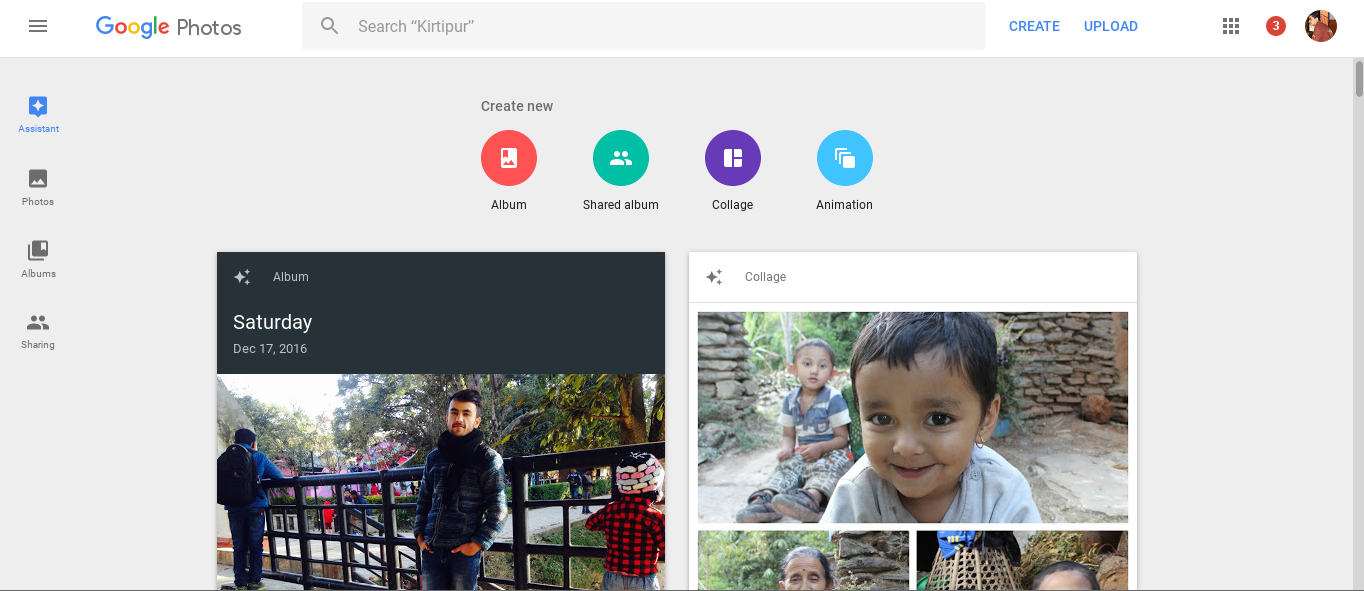 Google Photos
Search “Kirtipur”
CREATE
UPLOAD
3
Assistant
Photos
Albums
Sharing
Create new
Album
Shared album
Collage
Animation
Album
Saturday
Dec 17, 2016
Collage